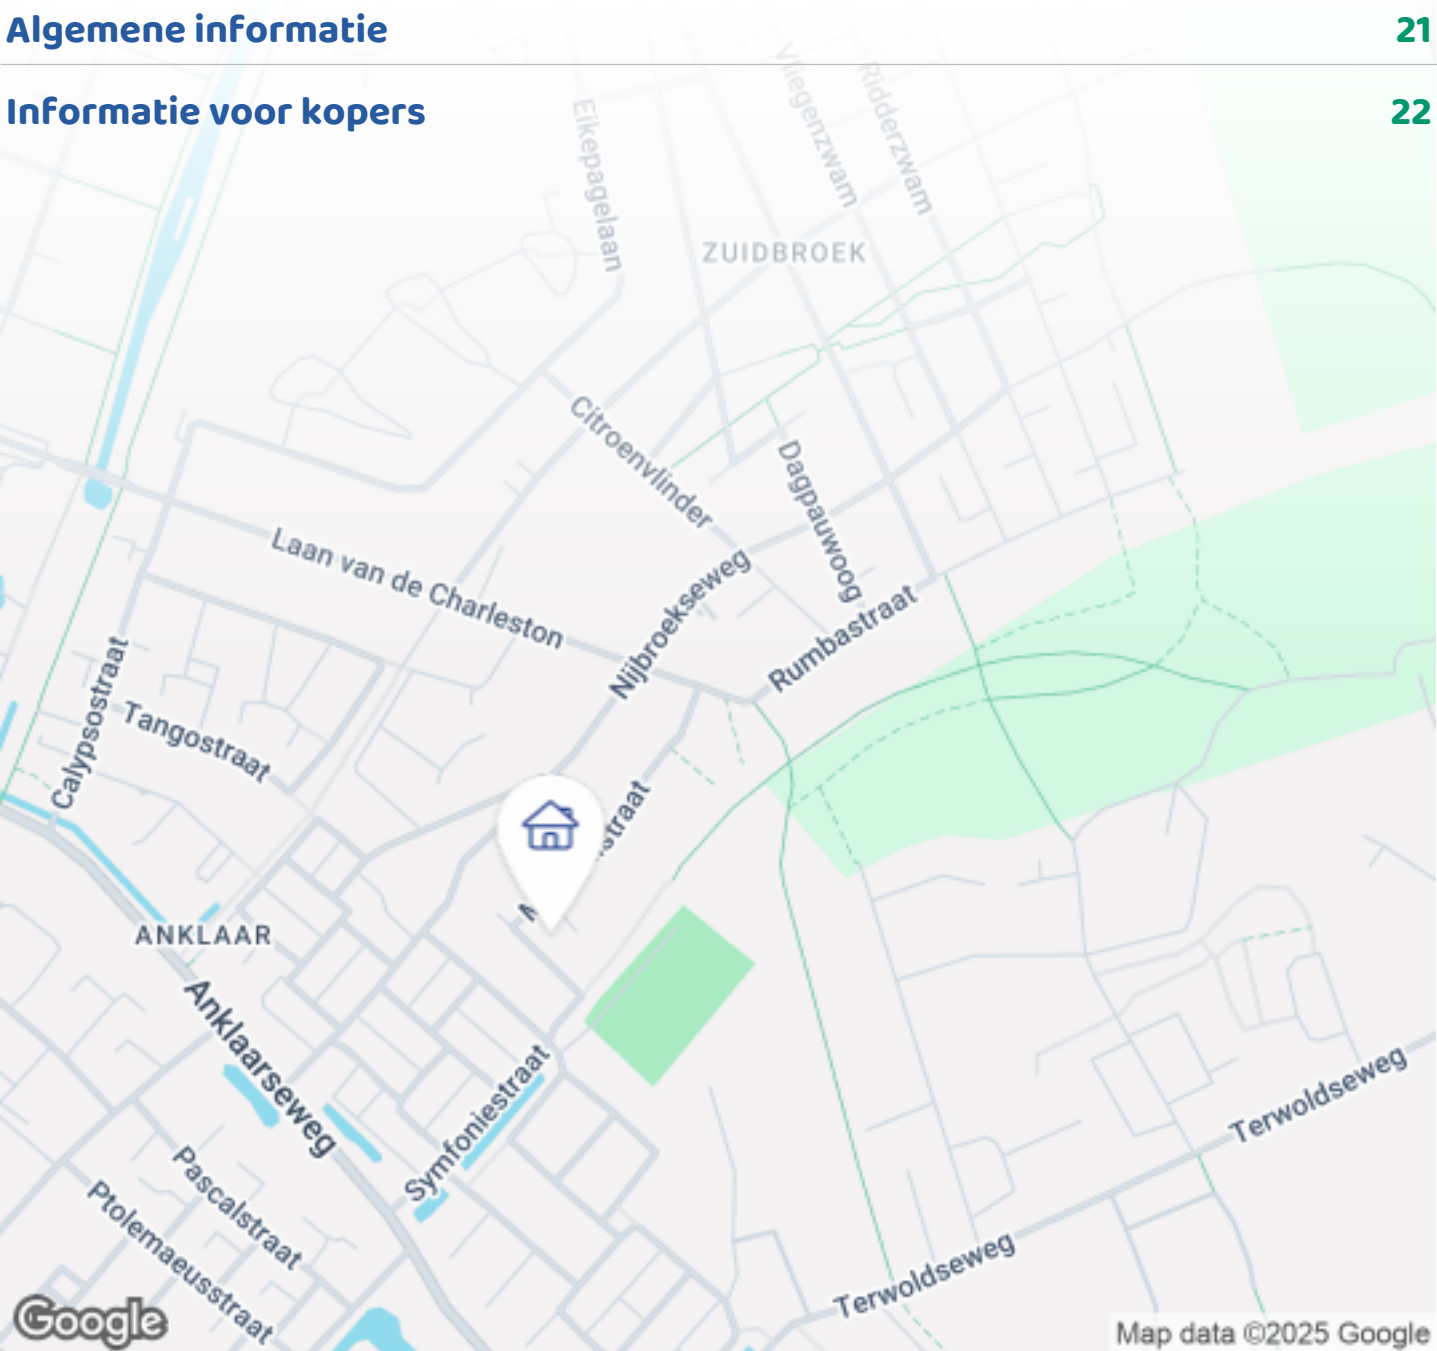 Algemene informatie 21
Informatie voor kopers 22
Vliegenzwam
Ridderzwam
Eikepagelaan
ZUIDBROEK
Citroenvlinder
Dagpauwoog
Laan van de Charleston
Nijbroekseweg
Rumbastraat
Calypsostraat
Tangostraat
straat
ANKLAAR
Anklaarseweg
Symfoniestraat
Terwoldseweg
Pascalstraat
Ptolemaeusstraat
Terwoldseweg
Google
Map data ©2025 Google